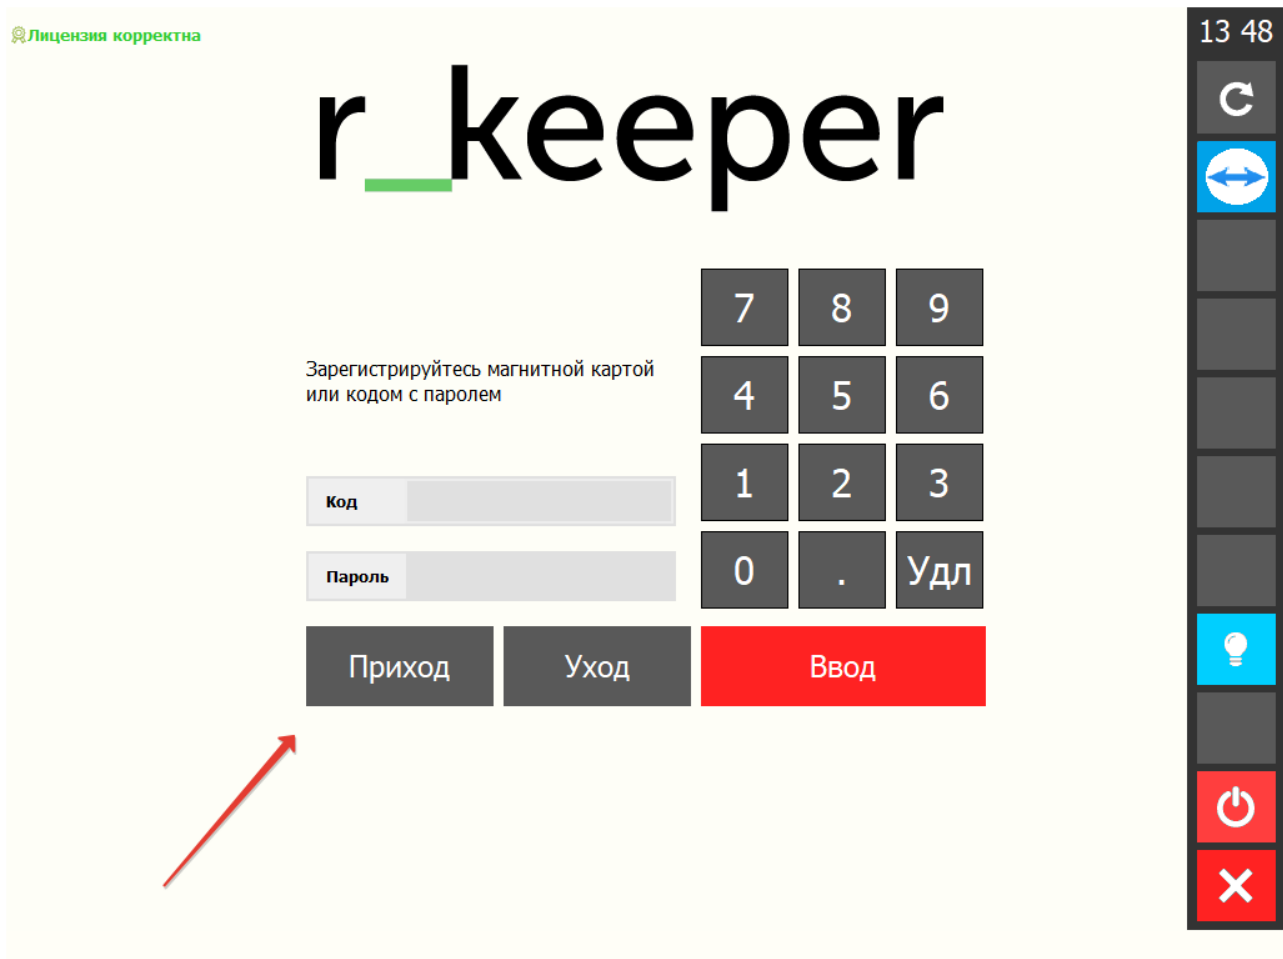 Лицензия корректна
13 48
r_keeper
7 8 9
Зарегистрируйтесь магнитной картой
или кодом с паролем
4 5 6
Код
1 2 3
Пароль
0 . Удл
Приход Уход Ввод